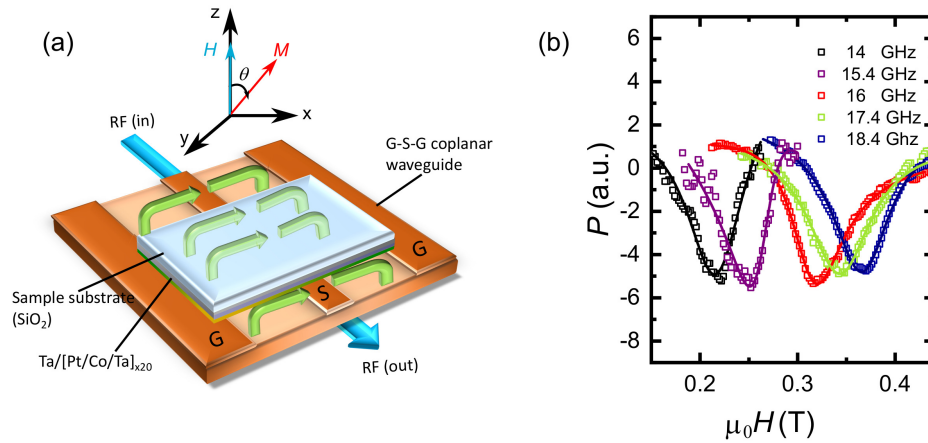 (a)
z
H
M
θ
x
y
RF (in)
G-S-G coplanar
waveguide
G
S
G
Sample substrate
(SiO₂)
Ta/[Pt/Co/Ta]ₓ₂₀
RF (out)
(b)
6
4
2
0
-2
-4
-6
-8
P (a.u.)
14 GHz
15.4 GHz
16 GHz
17.4 GHz
18.4 Ghz
0.2
0.3
0.4
μ₀H (T)